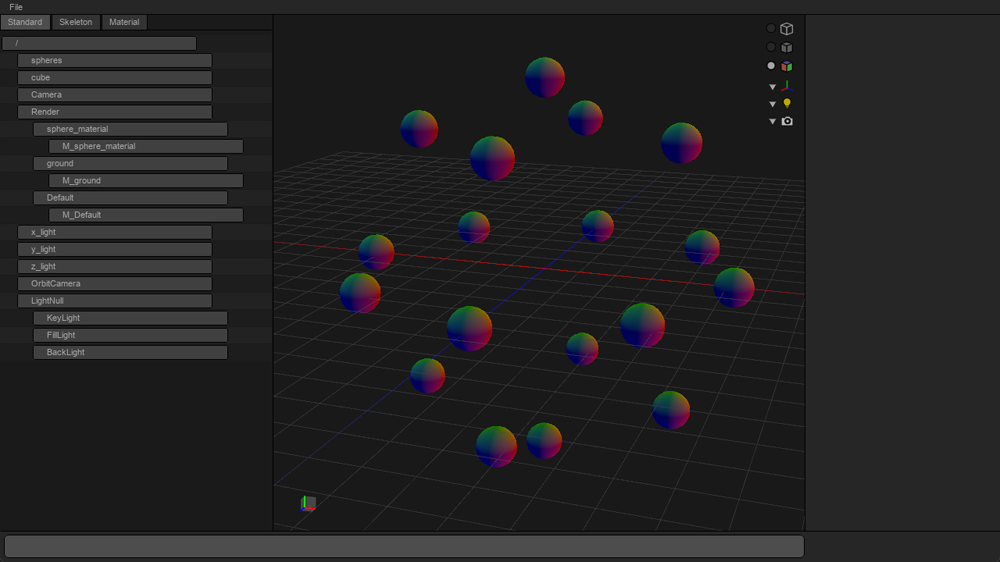 File
Standard Skeleton Material
/
spheres
cube
Camera
Render
sphere_material
M_sphere_material
ground
M_ground
Default
M_Default
x_light
y_light
z_light
OrbitCamera
LightNull
KeyLight
FillLight
BackLight